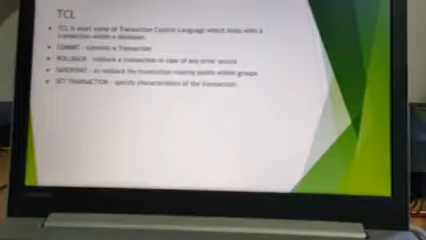 TCL
TCL is short name of Transaction Control Language which deals with a
transaction within a database.
COMMIT - commits a Transaction
ROLLBACK - rollback a transaction in case of any error occurs
SAVEPOINT - to rollback the transaction making points within groups
SET TRANSACTION - specify characteristics of the transaction